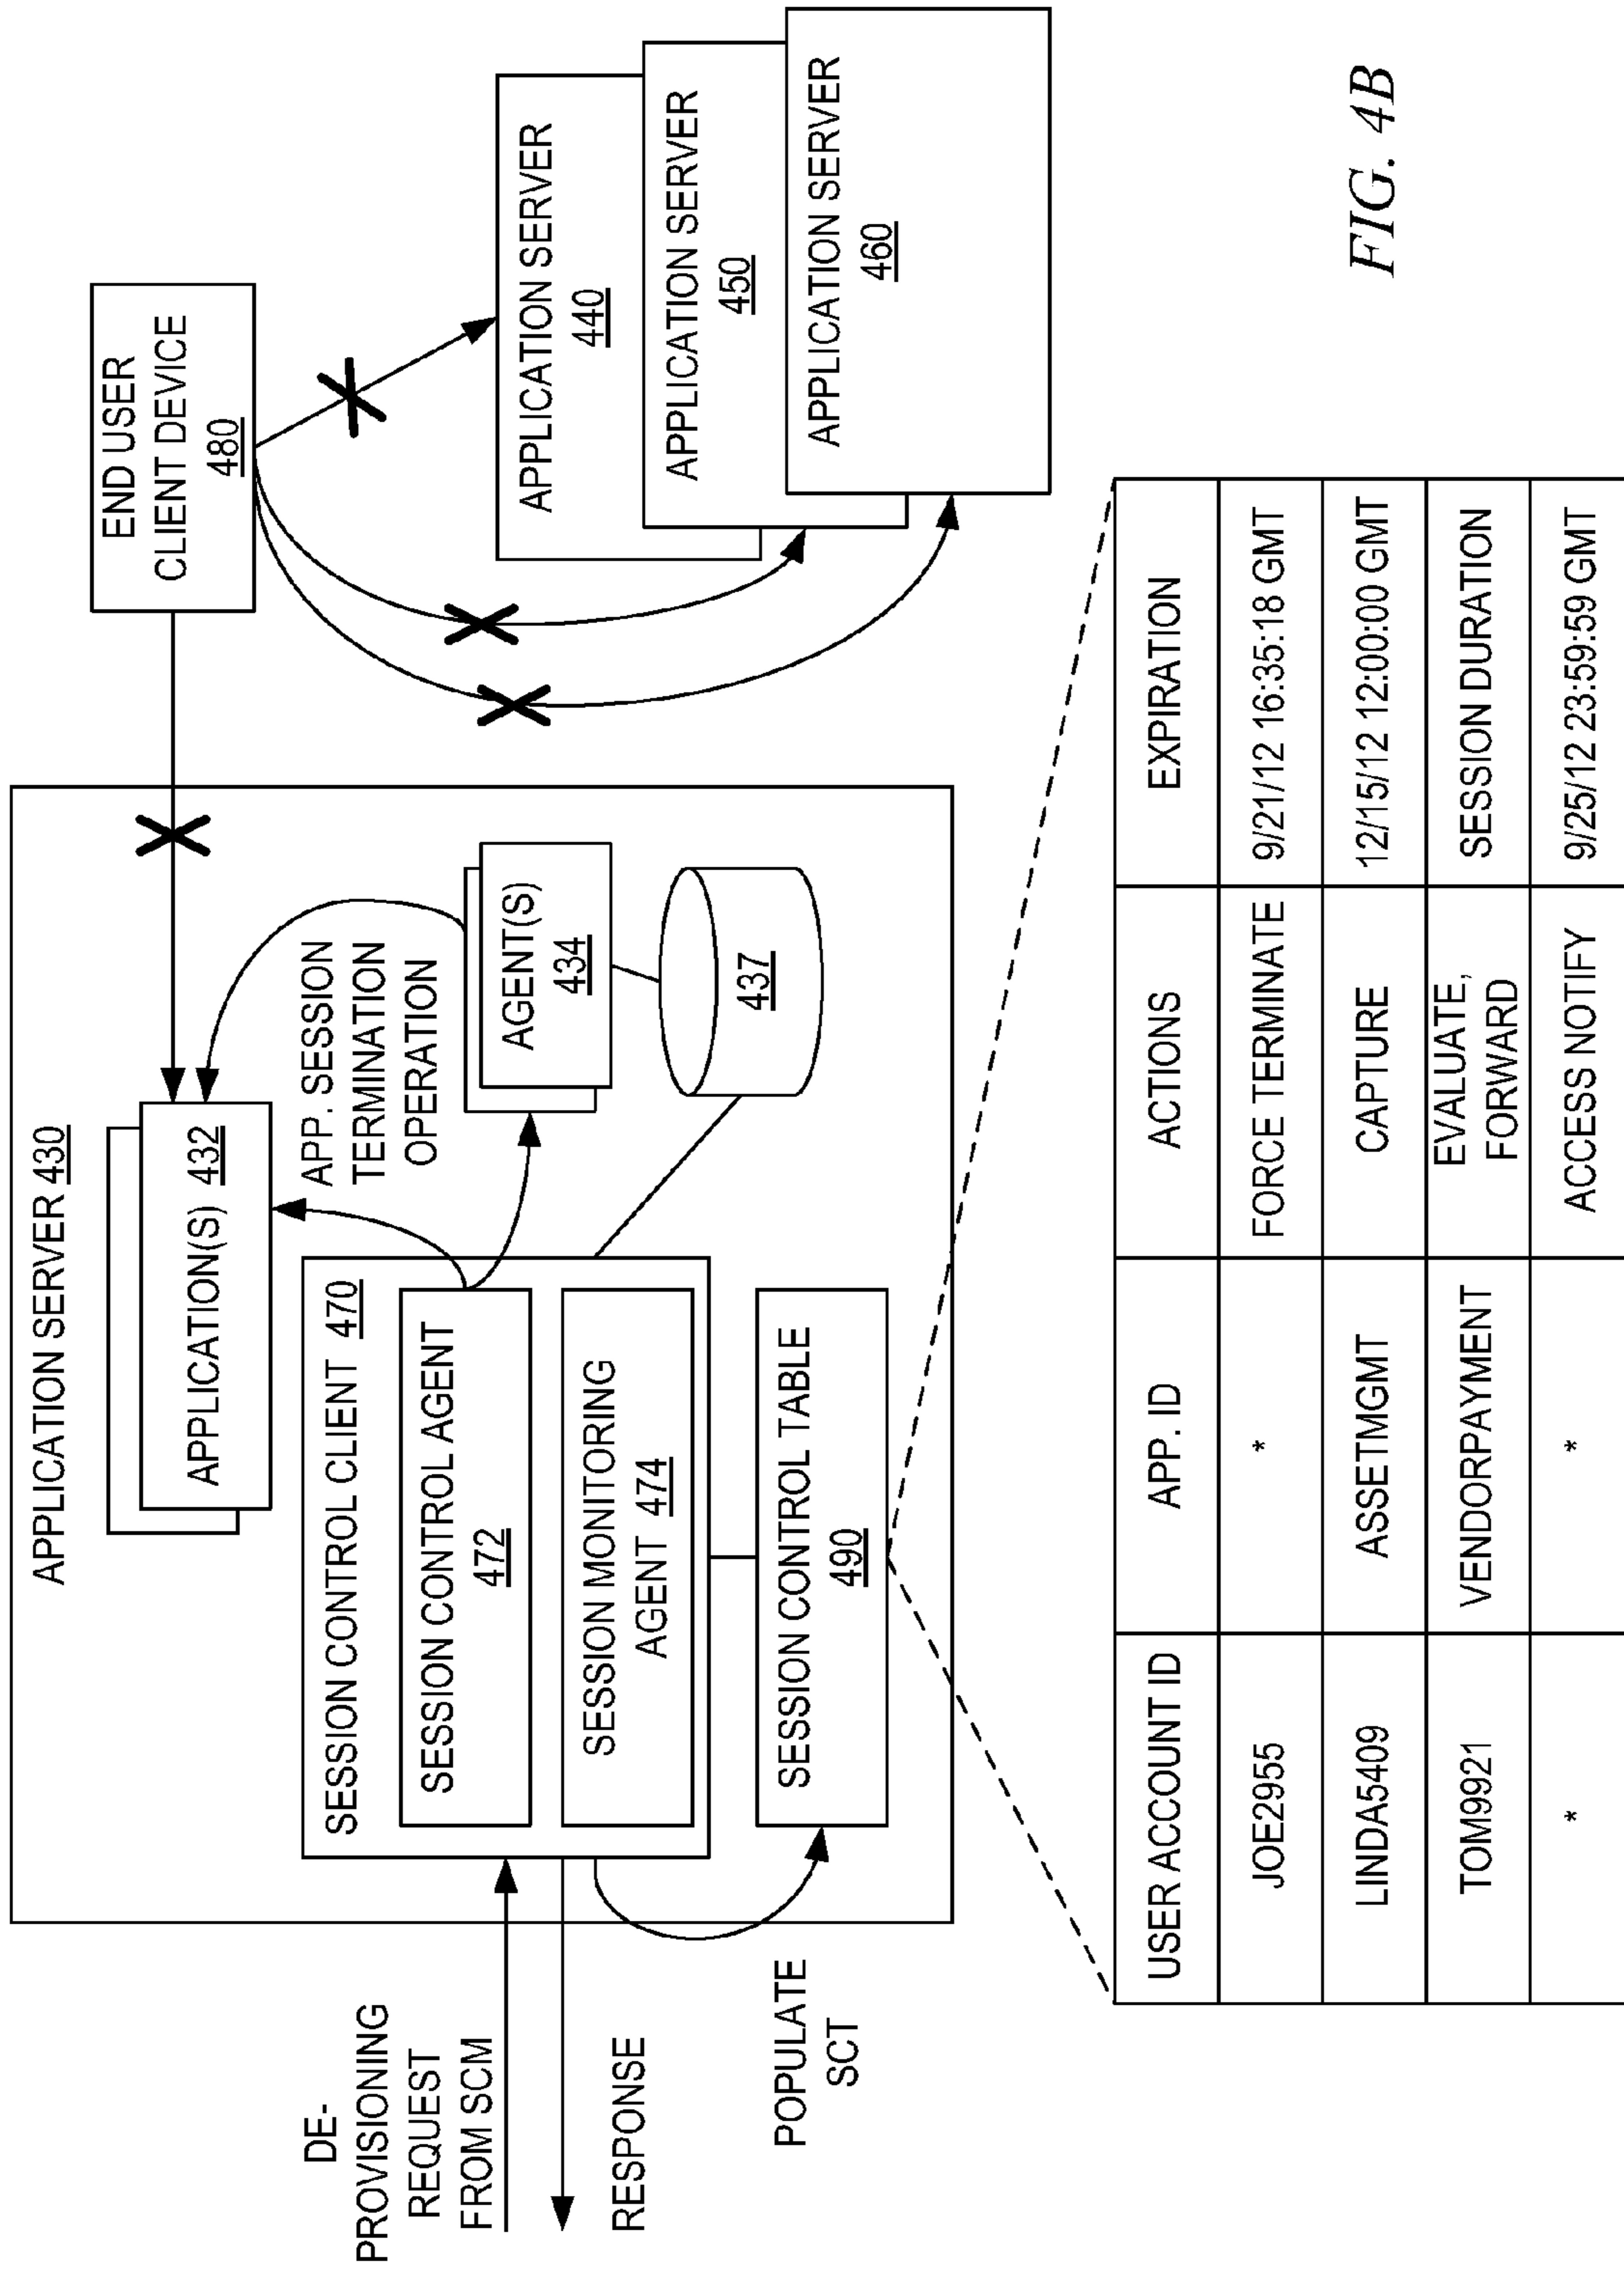 APPLICATION SERVER 430
APPLICATION(S) 432
END USER
CLIENT DEVICE
480
DE-
PROVISIONING
REQUEST
FROM SCM
RESPONSE
POPULATE
SCT
SESSION CONTROL CLIENT 470
SESSION CONTROL AGENT
472
SESSION MONITORING
AGENT 474
SESSION CONTROL TABLE
490
APP. SESSION
TERMINATION
OPERATION
AGENT(S)
434
437
APPLICATION SERVER
440
APPLICATION SERVER
450
APPLICATION SERVER
460
USER ACCOUNT ID APP. ID ACTIONS EXPIRATION
JOE2955 * FORCE TERMINATE 9/21/12 16:35:18 GMT
LINDA5409 ASSETMGMT CAPTURE 12/15/12 12:00:00 GMT
TOM9921 VENDORPAYMENT EVALUATE, SESSION DURATION
FORWARD
* * ACCESS NOTIFY 9/25/12 23:59:59 GMT
FIG. 4B